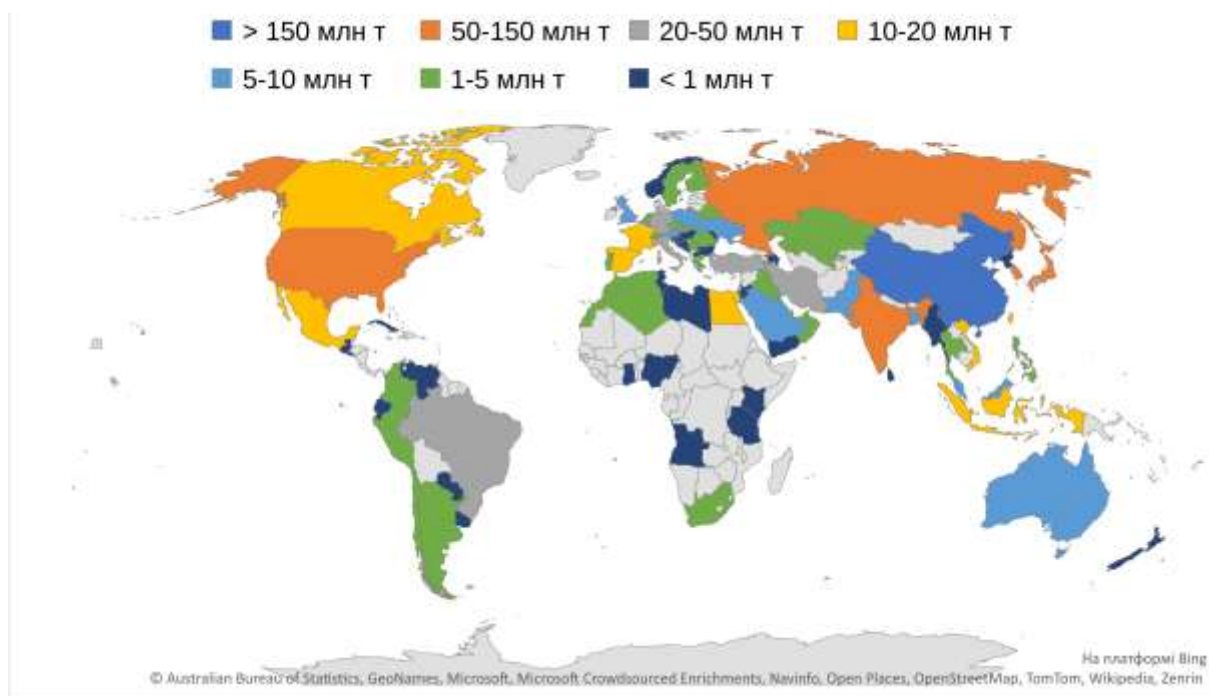 > 150 млн т 50-150 млн т 20-50 млн т 10-20 млн т
5-10 млн т 1-5 млн т < 1 млн т
На платформі Bing
© Australian Bureau of Statistics, GeoNames, Microsoft, Microsoft Crowdsourced Enrichments, Navinfo, Open Places, OpenStreetMap, TomTom, Wikipedia, Zenrin